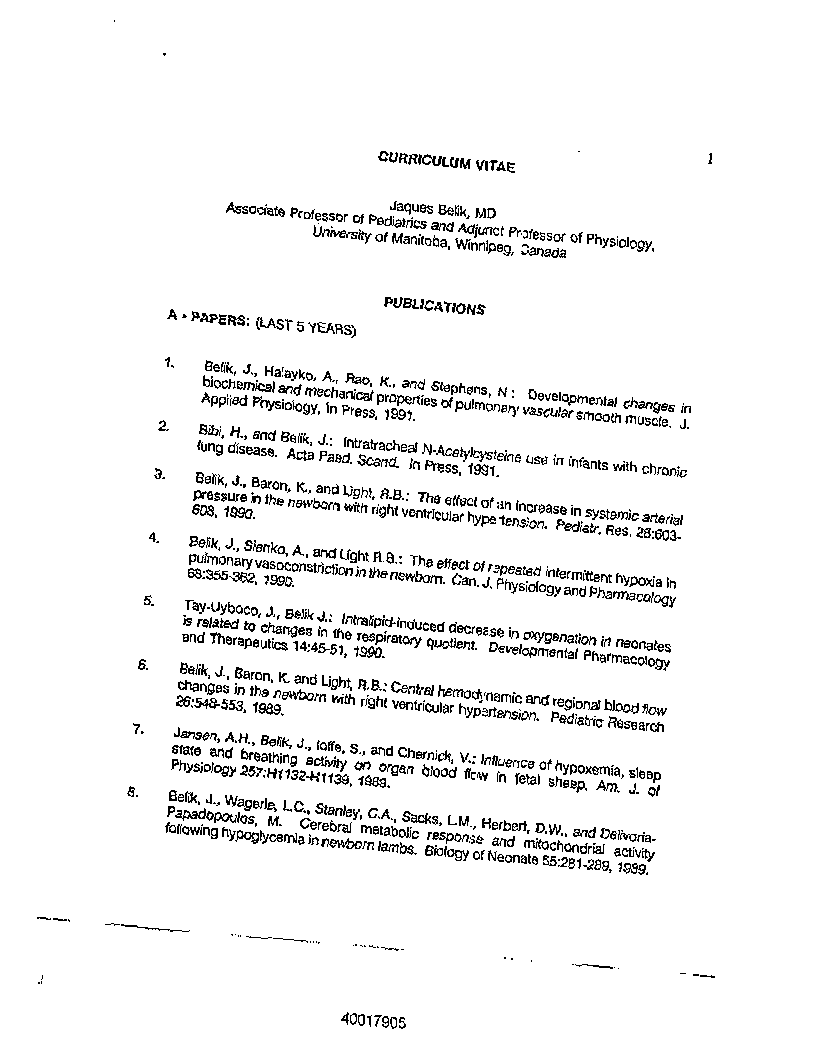 1
CURRICULUM VITAE
Jaques Belik, MD
Associate Professor of Pediatrics and Adjunct Professor of Physiology,
University of Manitoba, Winnipeg, Canada
PUBLICATIONS
A • PAPERS: (LAST 5 YEARS)
1. Belik, J., Halayko, A., Rao, K., and Stephens, N : Developmental changes in
biochemical and mechanical properties of pulmonary vascular smooth muscle. J.
Applied Physiology, In Press, 1991.
2. Bibi, H., and Belik, J.: Intratracheal N-Acetylcysteine use in infants with chronic
lung disease. Acta Paed. Scand. In Press, 1991.
3. Belik, J., Baron, K., and Light, R.B.: The effect of an increase in systemic arterial
pressure in the newborn with right ventricular hypertension. Pediatr. Res. 28:603-
608, 1990.
4. Belik, J., Sienko, A., and Light R.B.: The effect of repeated intermittent hypoxia in
pulmonary vasoconstriction in the newborn. Can. J. Physiology and Pharmacology
68:355-362, 1990.
5. Tay-Uyboco, J., Belik J.: Intralipid-induced decrease in oxygenation in neonates
is related to changes in the respiratory quotient. Developmental Pharmacology
and Therapeutics 14:45-51, 1990.
6. Belik, J., Baron, K. and Light, R.B.: Central hemodynamic and regional blood flow
changes in the newborn with right ventricular hypertension. Pediatric Research
26:548-553, 1989.
7. Jansen, A.H., Belik, J., Ioffe, S., and Chernick, V.: Influence of hypoxemia, sleep
state and breathing activity on organ blood flow in fetal sheep. Am. J. of
Physiology 257:H1132-H1139, 1989.
8. Belik, J., Wagerle, L.C., Stanley, C.A., Sacks, L.M., Herbert, D.W., and Delivoria-
Papadopoulos, M. Cerebral metabolic response and mitochondrial activity
following hypoglycemia in newborn lambs. Biology of Neonate 55:281-289, 1989.
40017905